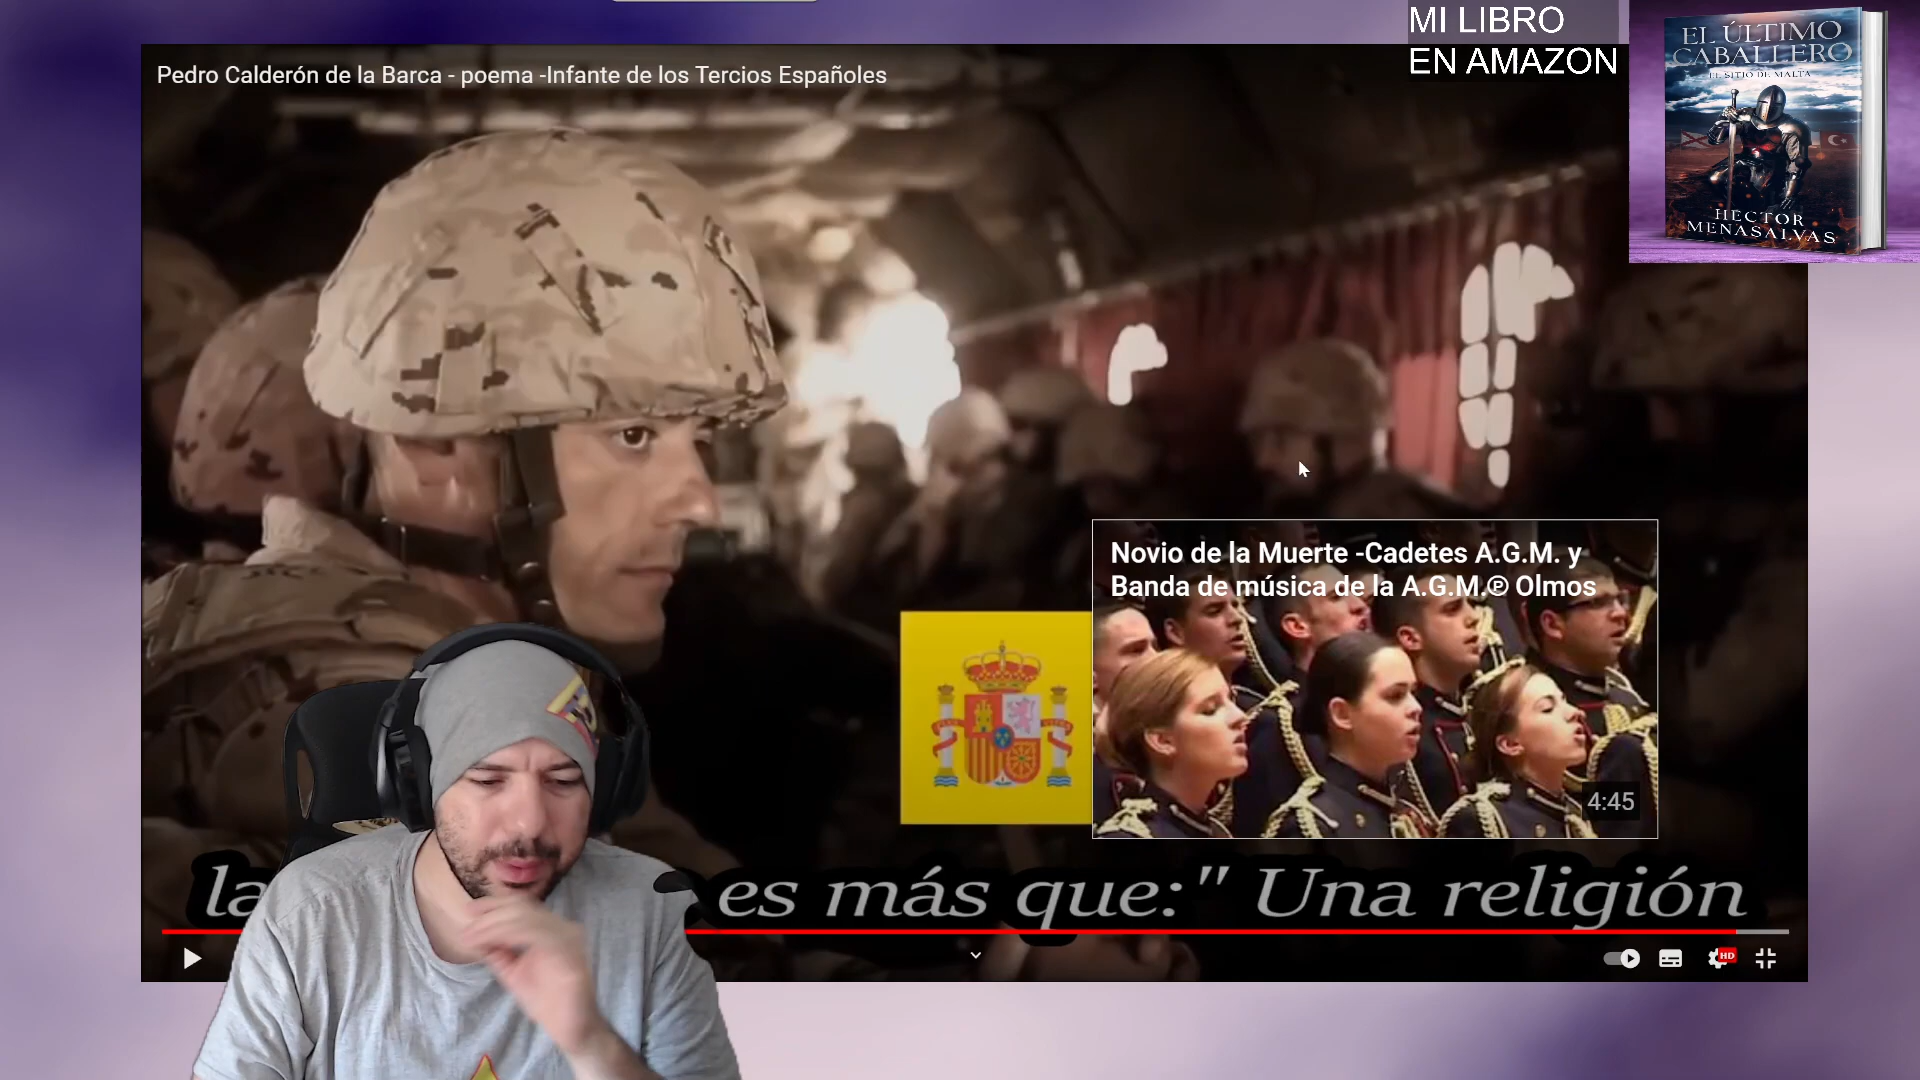 MI LIBRO
EN AMAZON
EL ÚLTIMO
CABALLERO
EL SITIO DE MALTA
HECTOR
MENASALVAS
Pedro Calderón de la Barca - poema -Infante de los Tercios Españoles
Novio de la Muerte -Cadetes A.G.M. y
Banda de música de la A.G.M.℗ Olmos
4:45
la es más que:" Una religión
HD